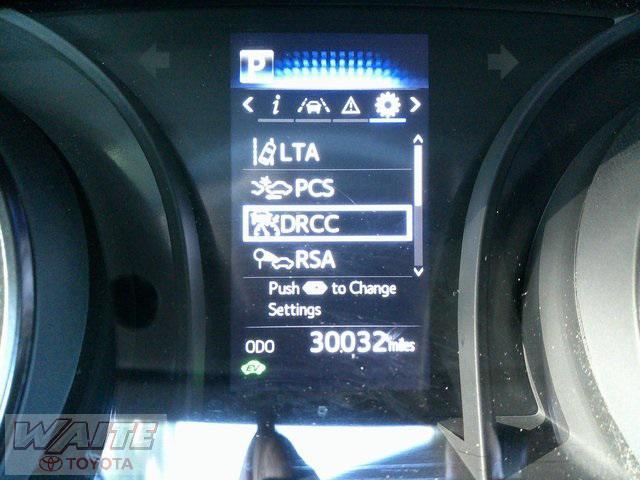 P
i
LTA
PCS
DRCC
RSA
Push to Change
Settings
ODO 30032 miles
EV
WAITE
TOYOTA